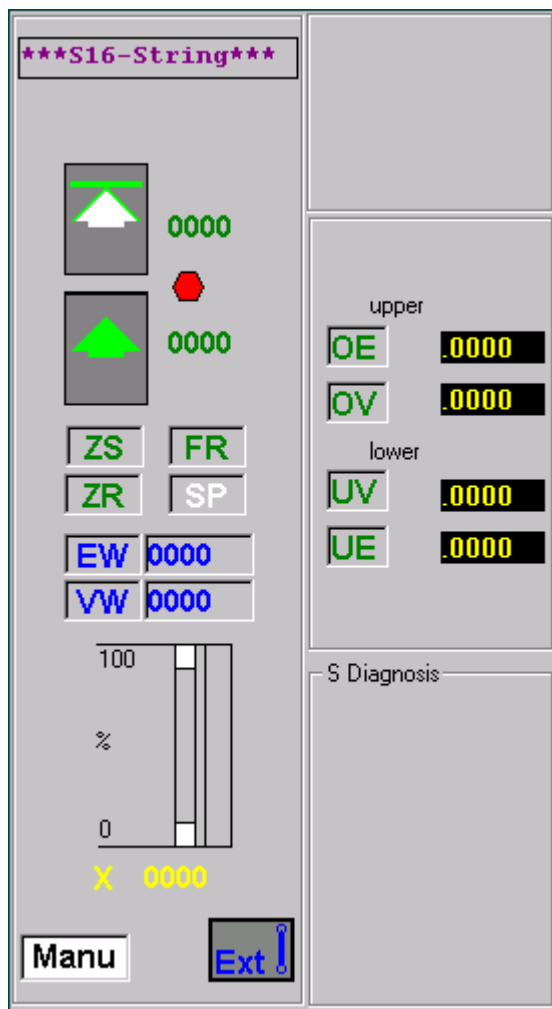 ***S16-String***
0000
0000
ZS FR
ZR SP
EW 0000
VW 0000
100
%
0
X 0000
Manu
Ext
upper
OE .0000
OV .0000
lower
UV .0000
UE .0000
S Diagnosis